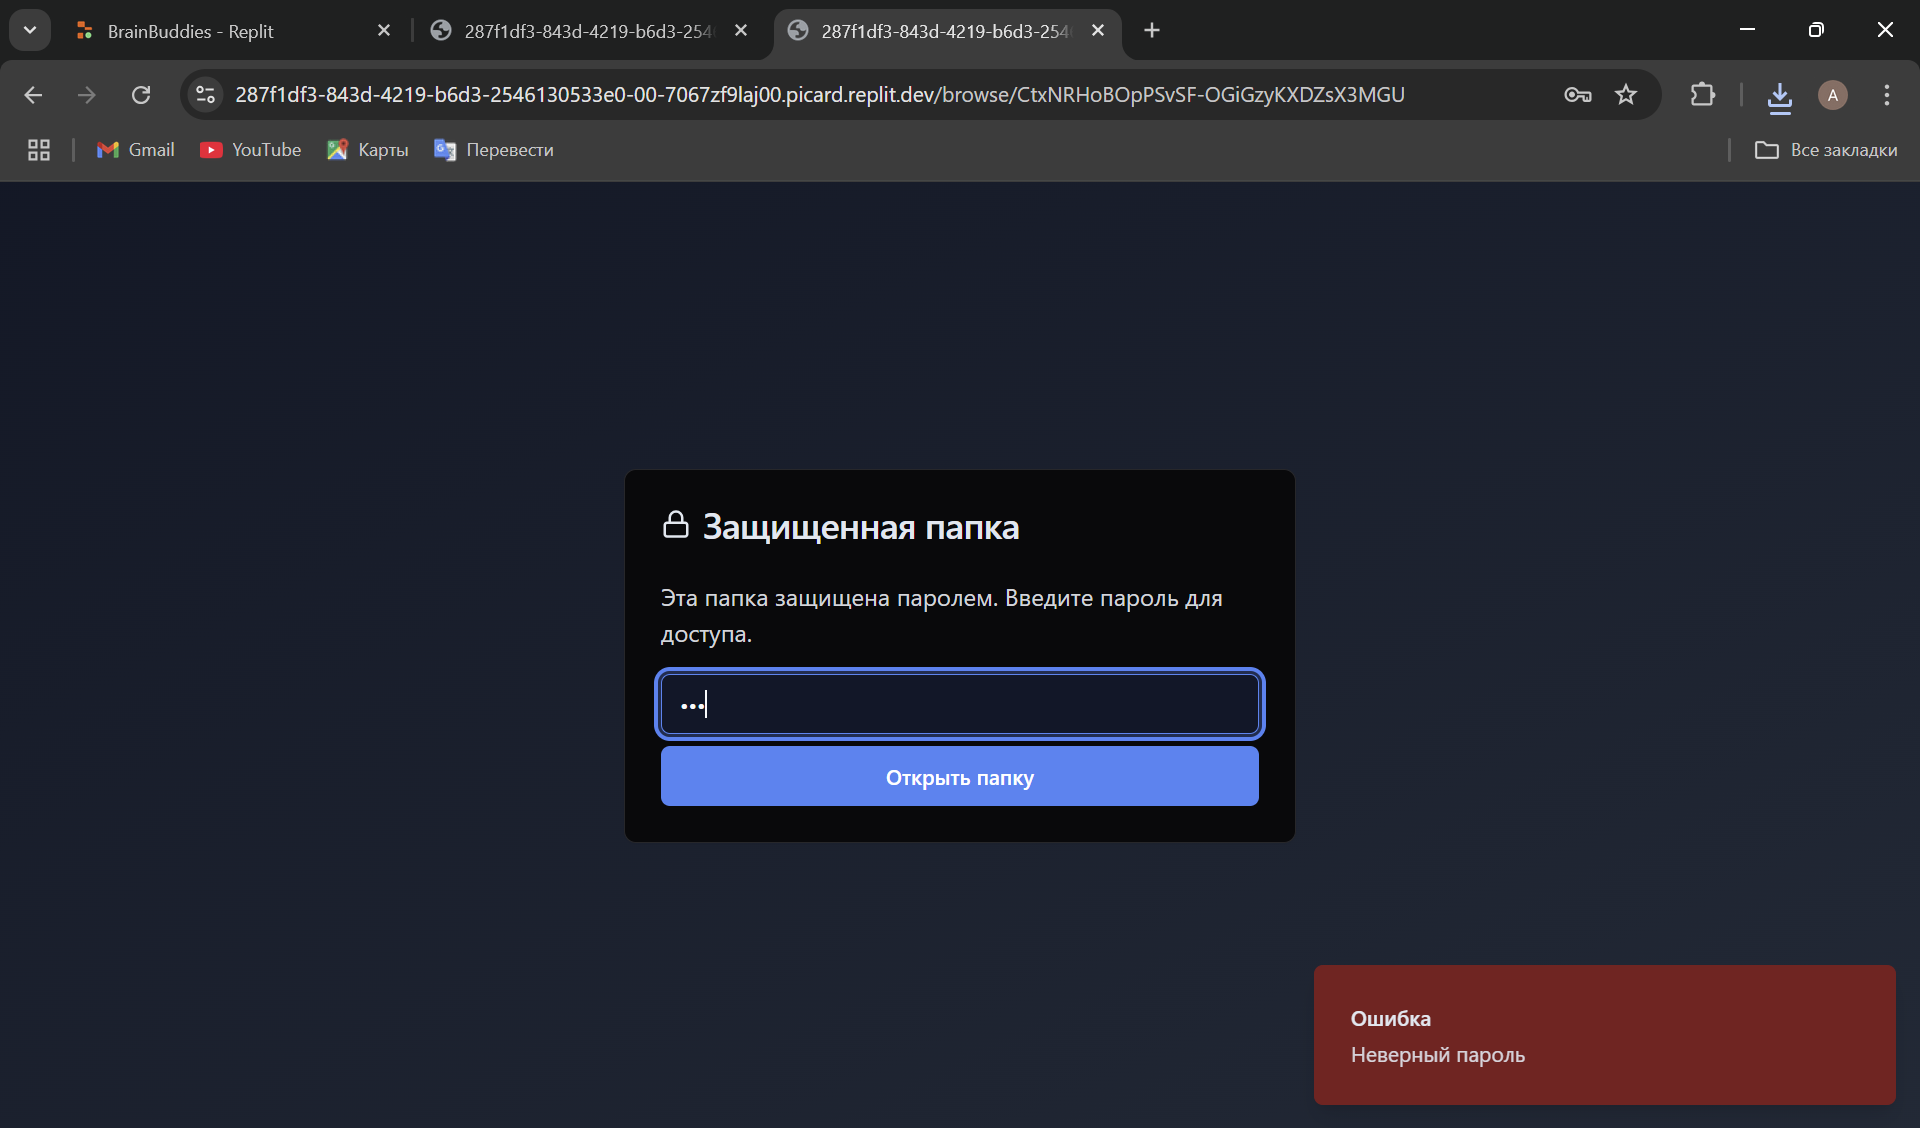 BrainBuddies - Replit
287f1df3-843d-4219-b6d3-254
287f1df3-843d-4219-b6d3-254
287f1df3-843d-4219-b6d3-2546130533e0-00-7067zf9laj00.picard.replit.dev/browse/CtxNRHoBOpPSvSF-OGiGzyKXDZsX3MGU
A
Gmail
YouTube
Карты
Перевести
Все закладки
Защищенная папка
Эта папка защищена паролем. Введите пароль для
доступа.
Открыть папку
Ошибка
Неверный пароль